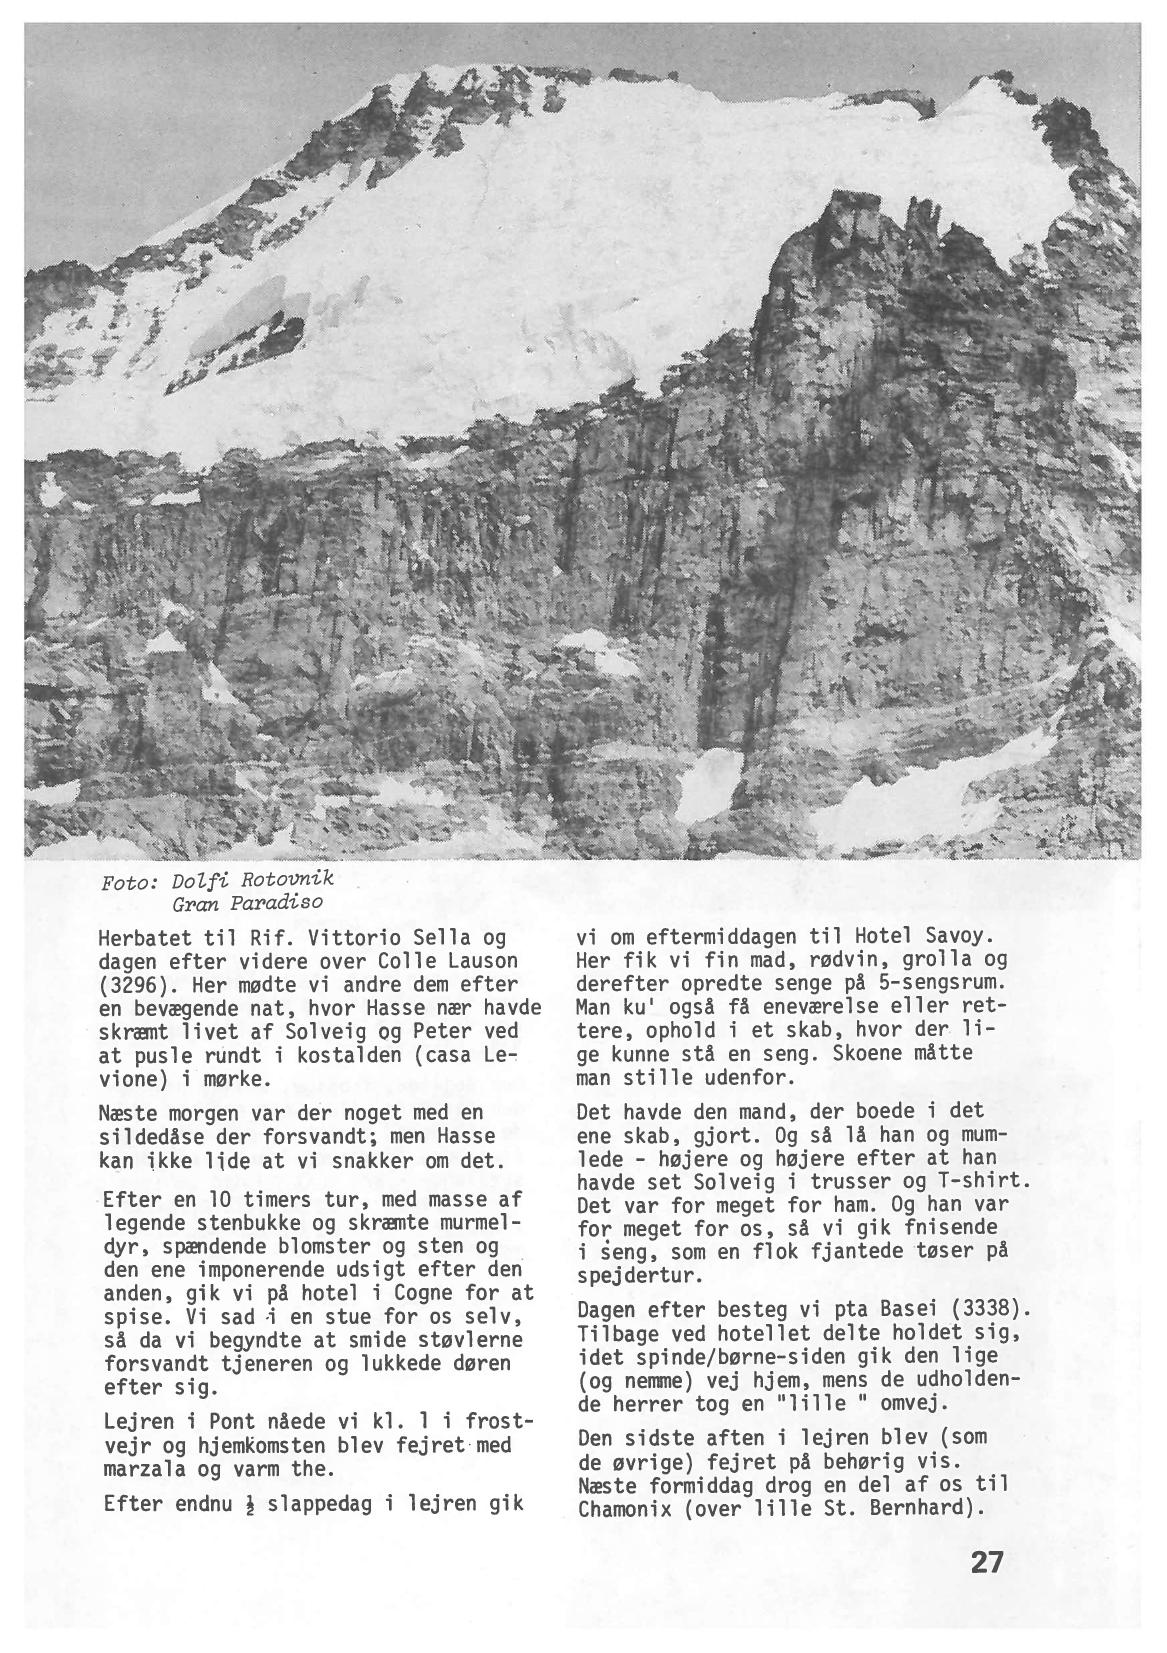 Foto: Dolfi Rotovnik
Gran Paradiso
Herbatet til Rif. Vittorio Sella og
dagen efter videre over Colle Lauson
(3296). Her mødte vi andre dem efter
en bevægende nat, hvor Hasse nær havde
skræmt livet af Solveig og Peter ved
at pusle rundt i kostalden (casa Le-
vione) i mørke.
Næste morgen var der noget med en
sildedåse der forsvandt; men Hasse
kan ikke lide at vi snakker om det.
Efter en 10 timers tur, med masse af
legende stenbukke og skræmte murmel-
dyr, spændende blomster og sten og
den ene imponerende udsigt efter den
anden, gik vi på hotel i Cogne for at
spise. Vi sad i en stue for os selv,
så da vi begyndte at smide støvlerne
forsvandt tjeneren og lukkede døren
efter sig.
Lejren i Pont nåede vi kl. 1 i frost-
vejr og hjemkomsten blev fejret med
marzala og varm the.
Efter endnu ½ slappedag i lejren gik
vi om eftermiddagen til Hotel Savoy.
Her fik vi fin mad, rødvin, grolla og
derefter opredte senge på 5-sengsrum.
Man ku' også få eneværelse eller ret-
tere, ophold i et skab, hvor der li-
ge kunne stå en seng. Skoene måtte
man stille udenfor.
Det havde den mand, der boede i det
ene skab, gjort. Og så lå han og mum-
lede - højere og højere efter at han
havde set Solveig i trusser og T-shirt.
Det var for meget for ham. Og han var
for meget for os, så vi gik fnisende
i seng, som en flok fjantede tøser på
spejdertur.
Dagen efter besteg vi pta Basei (3338).
Tilbage ved hotellet delte holdet sig,
idet spinde/børne-siden gik den lige
(og nemme) vej hjem, mens de udholden-
de herrer tog en "lille " omvej.
Den sidste aften i lejren blev (som
de øvrige) fejret på behørig vis.
Næste formiddag drog en del af os til
Chamonix (over lille St. Bernhard).
27